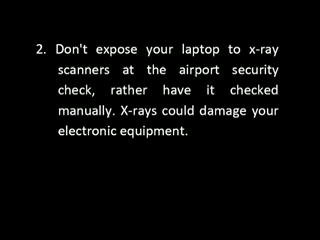 2. Don't expose your laptop to x-ray
scanners at the airport security
check, rather have it checked
manually. X-rays could damage your
electronic equipment.